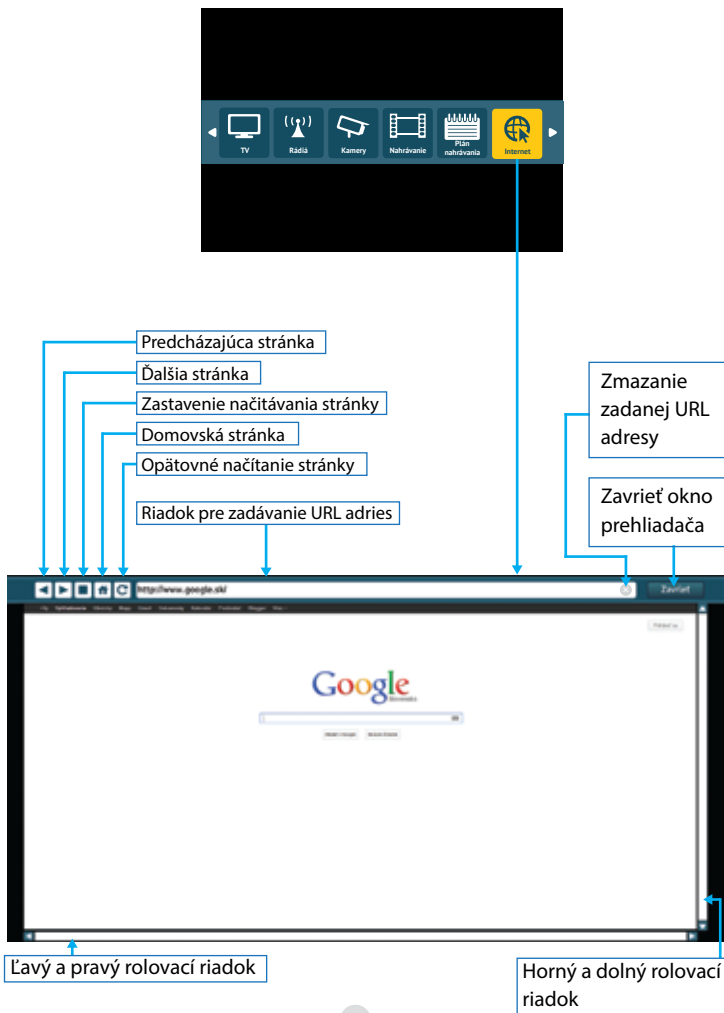 TV
Rádiá
Kamery
Nahrávanie
Plán
nahrávania
Internet
Predcházajúca stránka
Ďalšia stránka
Zastavenie načitávania stránky
Domovská stránka
Opätovné načítanie stránky
Riadok pre zadávanie URL adries
Zmazanie
zadanej URL
adresy
Zavrieť okno
prehliadača
http://www.google.sk/
Zavrieť
Google
Ľavý a pravý rolovací riadok
Horný a dolný rolovací
riadok